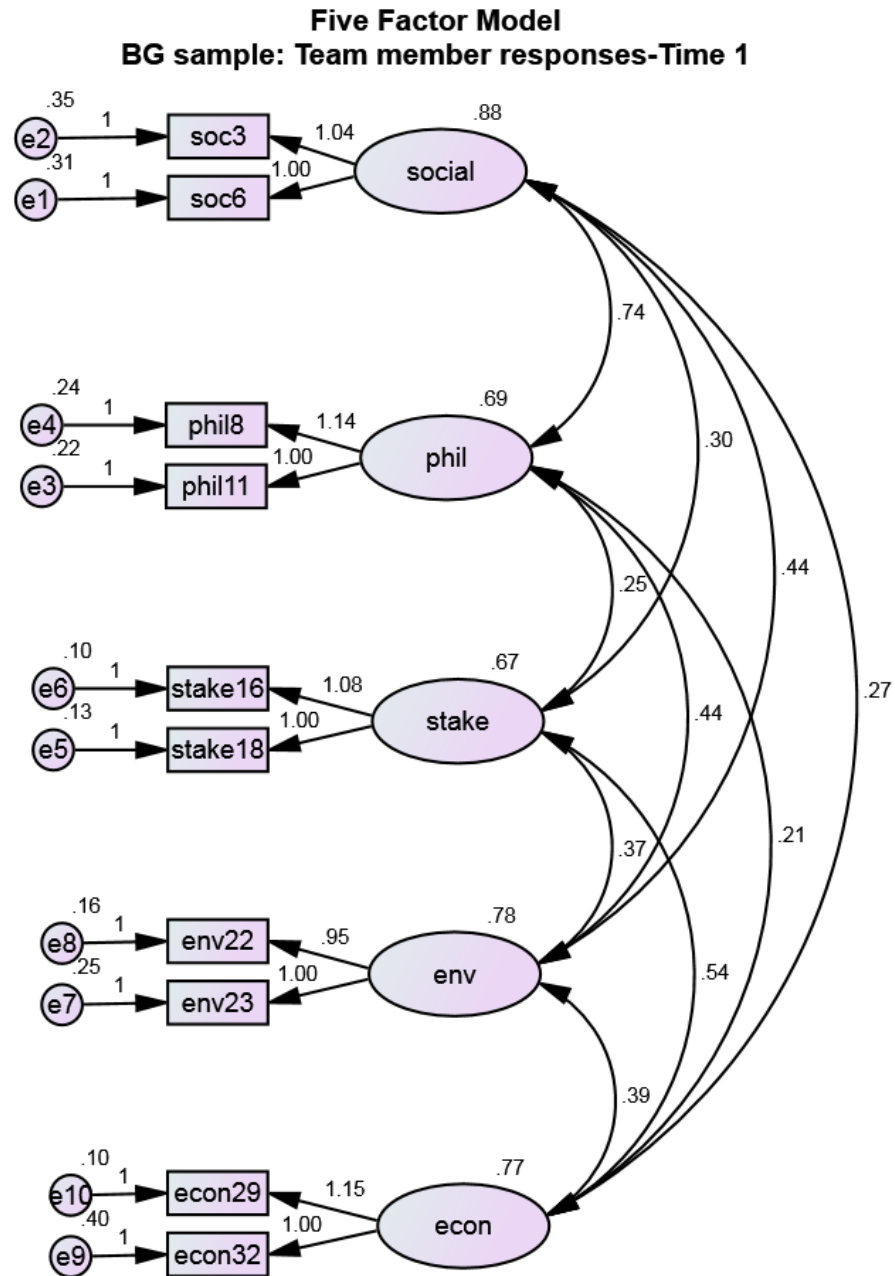 Five Factor Model
BG sample: Team member responses-Time 1
.35
e2
1
soc3
1.04
.88
social
.31
e1
1
soc6
1.00
.74
.30
.44
.27
.24
e4
1
phil8
1.14
.69
phil
.22
e3
1
phil11
1.00
.25
.44
.21
.10
e6
1
stake16
1.08
.67
stake
.13
e5
1
stake18
1.00
.37
.54
.16
e8
1
env22
.95
.78
env
.25
e7
1
env23
1.00
.39
.10
e10
1
econ29
1.15
.77
econ
.40
e9
1
econ32
1.00